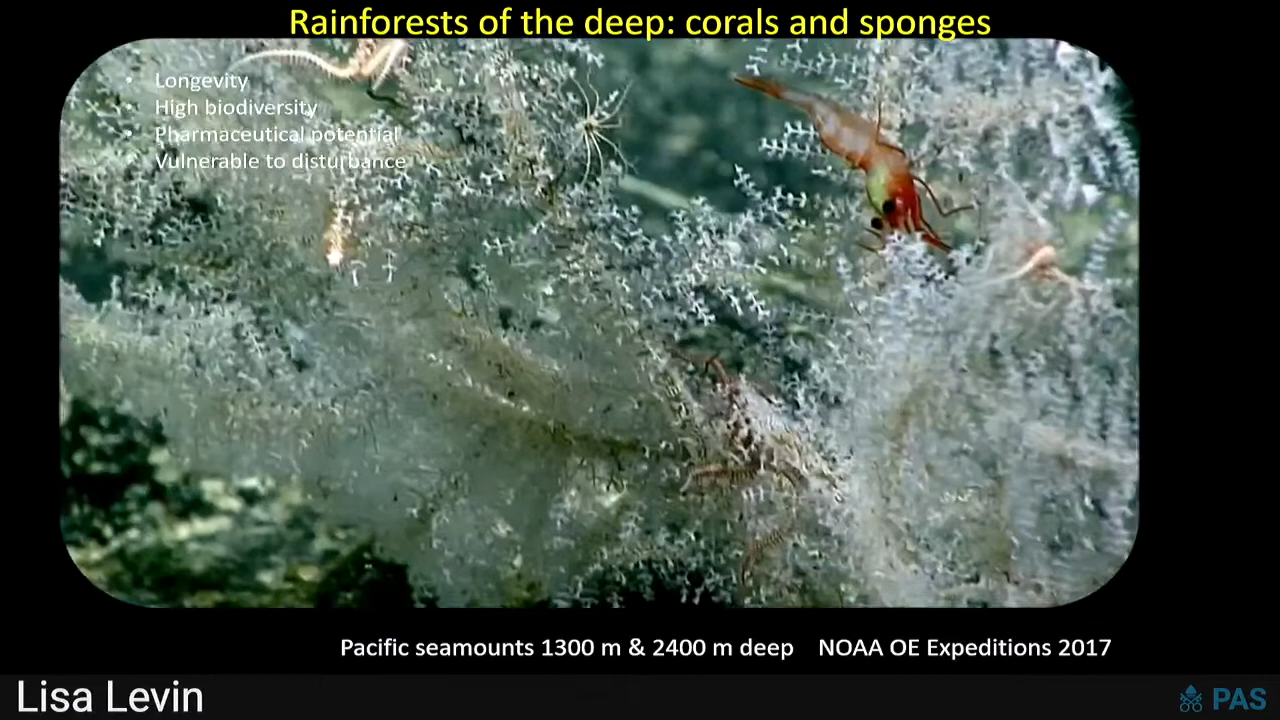 Rainforests of the deep: corals and sponges
• Longevity
• High biodiversity
• Pharmaceutical potential
Vulnerable to disturbance
Pacific seamounts 1300 m & 2400 m deep NOAA OE Expeditions 2017
Lisa Levin
PAS